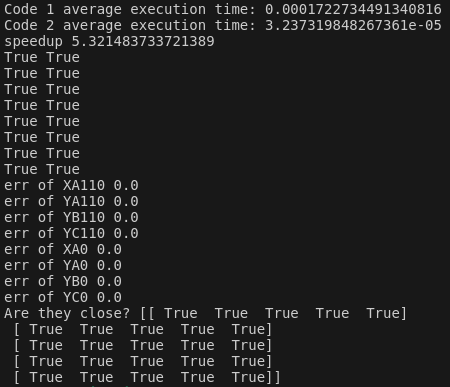 Code 1 average execution time: 0.0001722734491340816
Code 2 average execution time: 3.237319848267361e-05
speedup 5.321483733721389
True True
True True
True True
True True
True True
True True
True True
True True
err of XA110 0.0
err of YA110 0.0
err of YB110 0.0
err of YC110 0.0
err of XA0 0.0
err of YA0 0.0
err of YB0 0.0
err of YC0 0.0
Are they close? [[ True  True  True  True  True]
 [ True  True  True  True  True]
 [ True  True  True  True  True]
 [ True  True  True  True  True]
 [ True  True  True  True  True]]